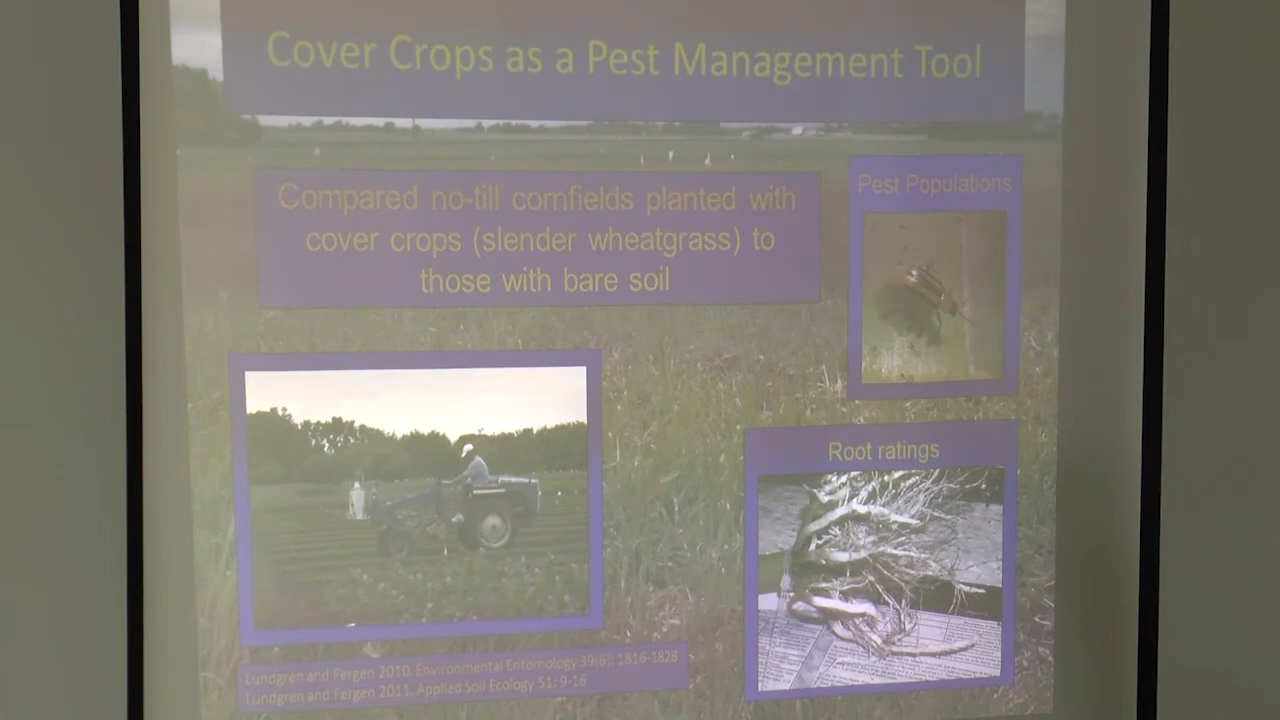 Cover Crops as a Pest Management Tool
Compared no-till cornfields planted with
cover crops (slender wheatgrass) to
those with bare soil
Pest Populations
Root ratings
Lundgren and Fergen 2010. Environmental Entomology 39(6): 1816-1828
Lundgren and Fergen 2011. Applied Soil Ecology 51: 9-16